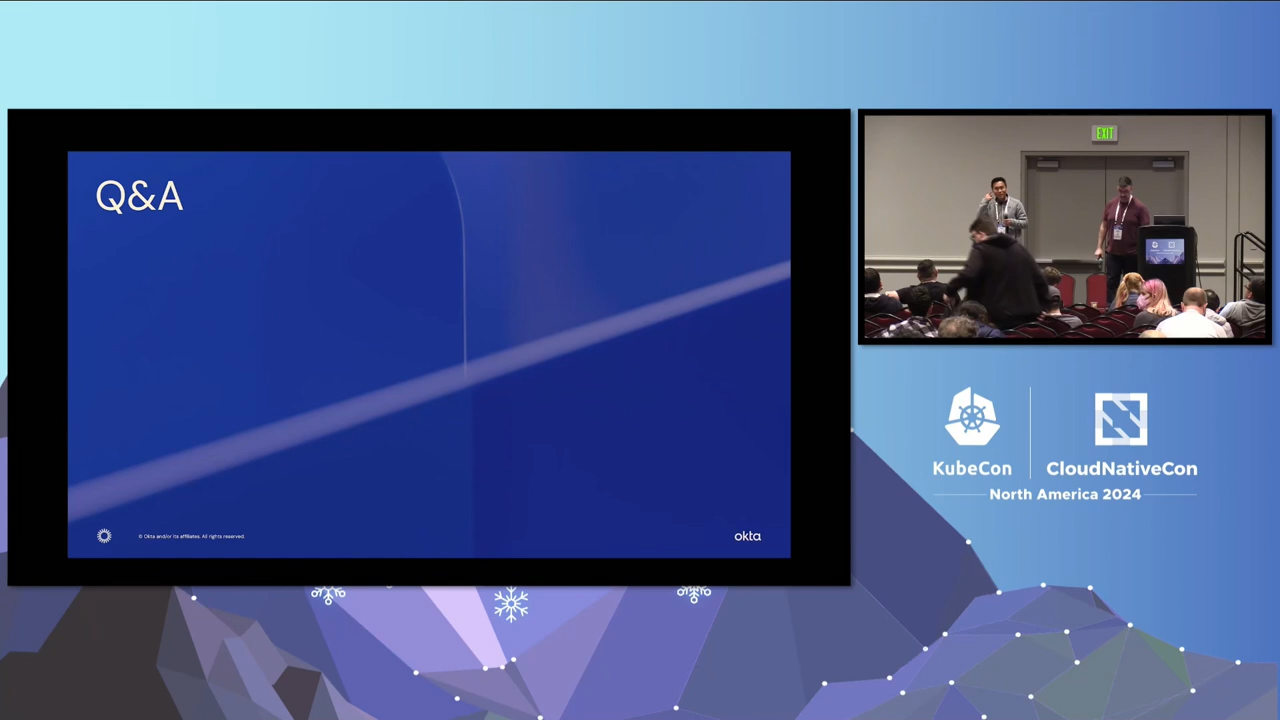 Q&A
© Okta and/or its affiliates. All rights reserved.
okta
EXIT
KubeCon
CloudNativeCon
North America 2024